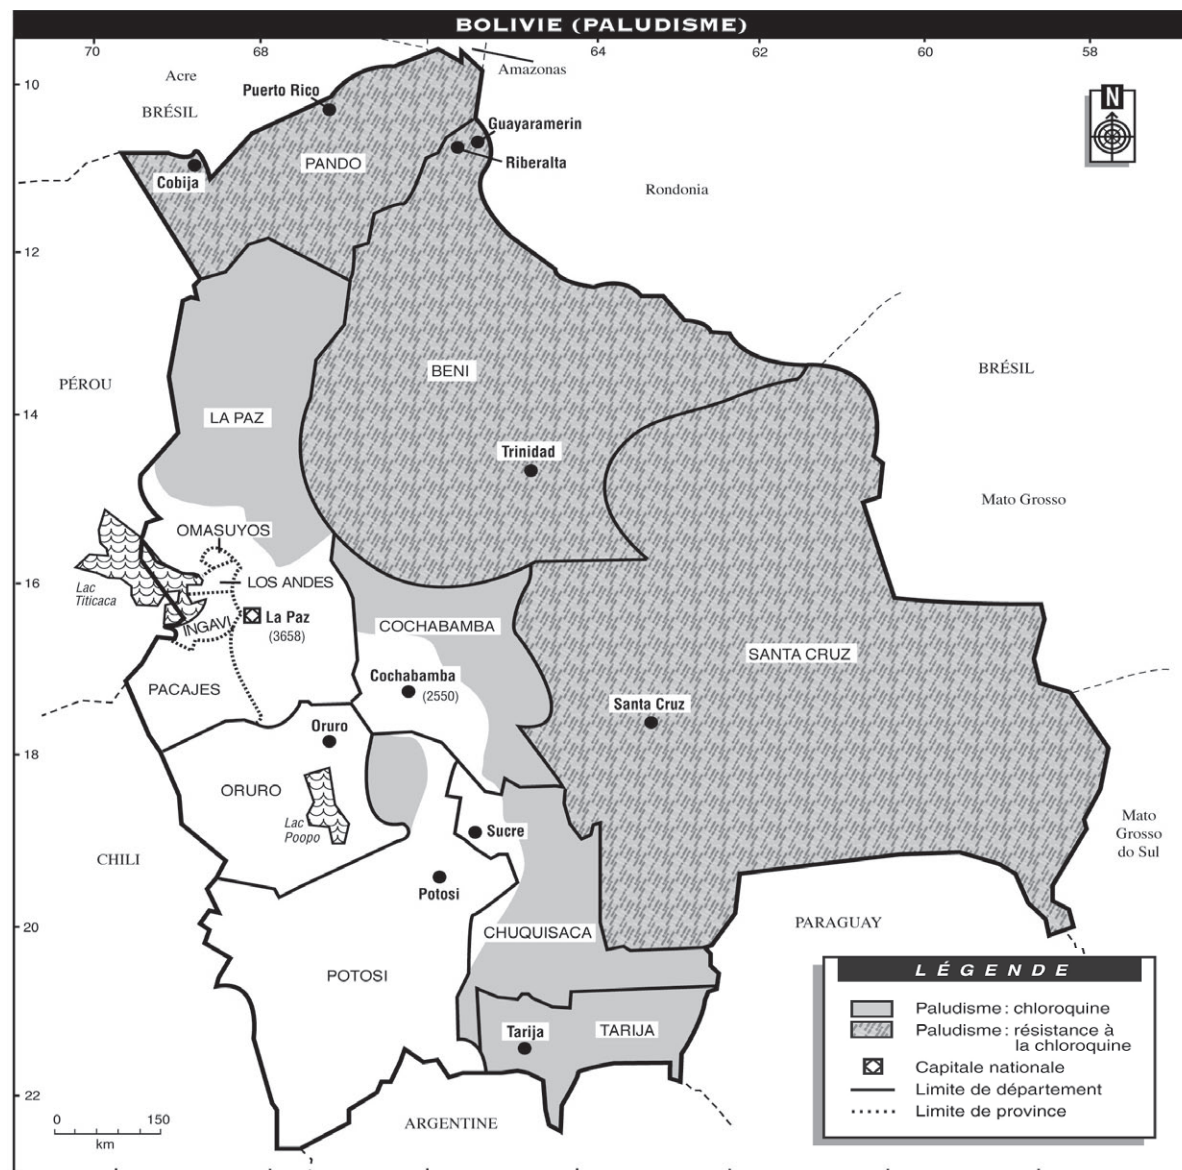 BOLIVIE (PALUDISME)
70
68
64
62
60
58
Acre
Amazonas
10
BRÉSIL
Puerto Rico
N
Guayaramerin
Riberalta
PANDO
Cobija
Rondonia
12
BENI
BRÉSIL
PÉROU
LA PAZ
14
Trinidad
Mato Grosso
OMASUYOS
LOS ANDES
16
Lac
Titicaca
La Paz
(3658)
INGAVI
COCHABAMBA
SANTA CRUZ
Cochabamba
(2550)
PACAJES
Santa Cruz
Oruro
18
ORURO
Lac
Poopo
Sucre
Mato
Grosso
do Sul
CHILI
Potosi
20
CHUQUISACA
PARAGUAY
POTOSI
Tarija
TARIJA
22
ARGENTINE
0 150
km
LÉGENDE
Paludisme : chloroquine
Paludisme : résistance à
la chloroquine
Capitale nationale
Limite de département
Limite de province